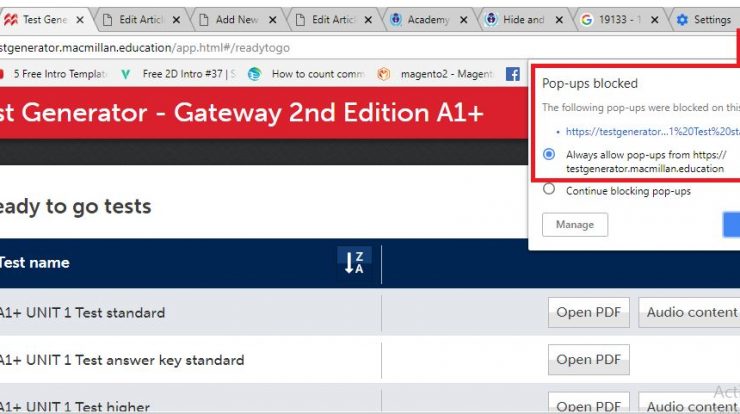 Test Gene
Edit Article
Add New
Edit Article
Academy
Hide and
19133 - 1
Settings
stgenerator.macmillan.education/app.html#/readytogo
5 Free Intro Templat
Free 2D Intro #37 | S
How to count comm
magento2 - Magent
st Generator - Gateway 2nd Edition A1+
Pop-ups blocked
The following pop-ups were blocked on this
• https://testgenerator...1%20Test%20sta
Always allow pop-ups from https://
testgenerator.macmillan.education
Continue blocking pop-ups
Manage
eady to go tests
Test name
Z
A
A1+ UNIT 1 Test standard
Open PDF
Audio content
A1+ UNIT 1 Test answer key standard
Open PDF
A1+ UNIT 1 Test higher
Open PDF
Audio content